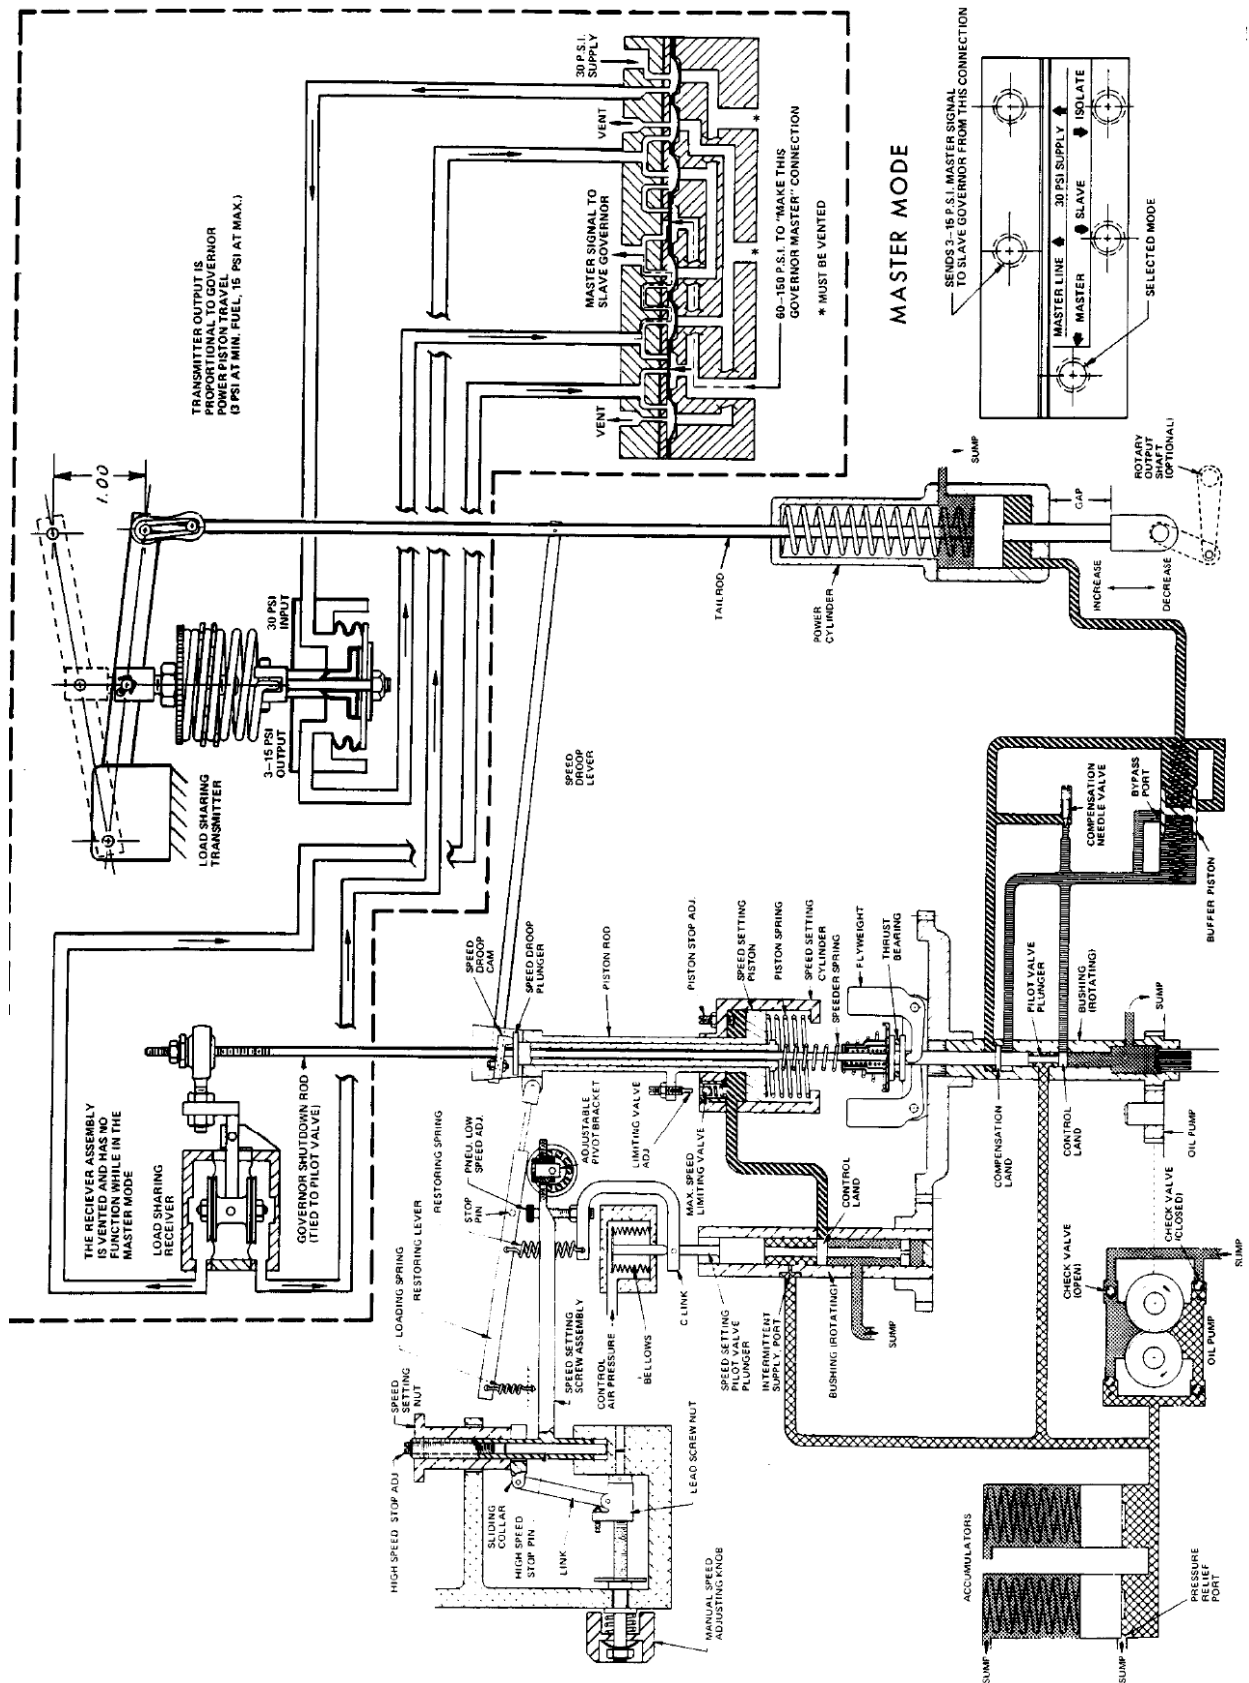 30 P.S.I.
SUPPLY
VENT
MASTER SIGNAL TO
SLAVE GOVERNOR
VENT
60–150 P.S.I. TO "MAKE THIS
GOVERNOR MASTER" CONNECTION
* MUST BE VENTED
*
*
TRANSMITTER OUTPUT IS
PROPORTIONAL TO GOVERNOR
POWER PISTON TRAVEL
(3 PSI AT MIN. FUEL, 15 PSI AT MAX.)
1.00
30 PSI
INPUT
3–15 PSI
OUTPUT
LOAD SHARING
TRANSMITTER
THE RECIEVER ASSEMBLY
IS VENTED AND HAS NO
FUNCTION WHILE IN THE
MASTER MODE
LOAD SHARING
RECEIVER
GOVERNOR SHUTDOWN ROD
(TIED TO PILOT VALVE)
MASTER MODE
SENDS 3–15 P.S.I. MASTER SIGNAL
TO SLAVE GOVERNOR FROM THIS CONNECTION
MASTER LINE
30 PSI SUPPLY
MASTER
SLAVE
ISOLATE
SELECTED MODE
SUMP
ROTARY
OUTPUT
SHAFT
(OPTIONAL)
GAP
INCREASE
DECREASE
TAILROD
POWER
CYLINDER
SPEED
DROOP
LEVER
SPEED
DROOP
CAM
SPEED DROOP
PLUNGER
PISTON ROD
PISTON STOP ADJ.
SPEED SETTING
PISTON
PISTON SPRING
SPEED SETTING
CYLINDER
SPEEDER SPRING
FLYWEIGHT
THRUST
BEARING
COMPENSATION
NEEDLE VALVE
BYPASS
PORT
BUFFER PISTON
PILOT VALVE
PLUNGER
BUSHING
(ROTATING)
SUMP
COMPENSATION
LAND
CONTROL
LAND
OIL PUMP
RESTORING SPRING
PNEU. LOW
SPEED ADJ.
STOP
PIN
ADJUSTABLE
PIVOT BRACKET
LIMITING VALVE
ADJ
MAX. SPEED
LIMITING VALVE
CONTROL
LAND
LOADING SPRING
RESTORING LEVER
SPEED SETTING
SCREW ASSEMBLY
CONTROL
AIR PRESSURE
BELLOWS
C LINK
SPEED SETTING
PILOT VALVE
PLUNGER
INTERMITTENT
SUPPLY PORT
BUSHING (ROTATING)
SUMP
CHECK VALVE
(OPEN)
CHECK VALVE
(CLOSED)
SUMP
OIL PUMP
HIGH SPEED STOP ADJ
SPEED
SETTING
NUT
SLIDING
COLLAR
HIGH SPEED
STOP PIN
LINK
LEAD SCREW NUT
MANUAL SPEED
ADJUSTING KNOB
ACCUMULATORS
SUMP
SUMP
PRESSURE
RELIEF
PORT